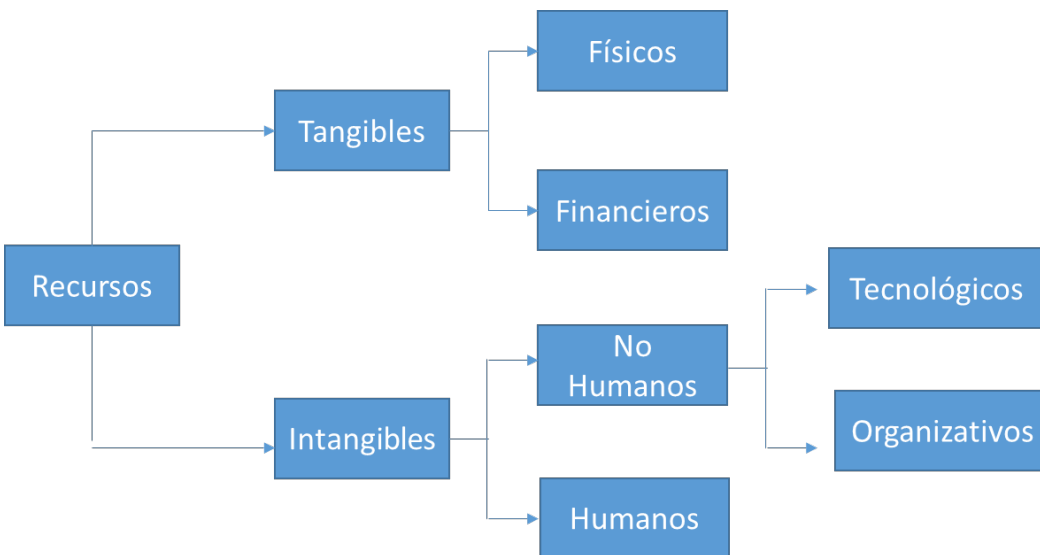 Físicos
Tangibles
Financieros
Recursos
Tecnológicos
No
Humanos
Intangibles
Organizativos
Humanos